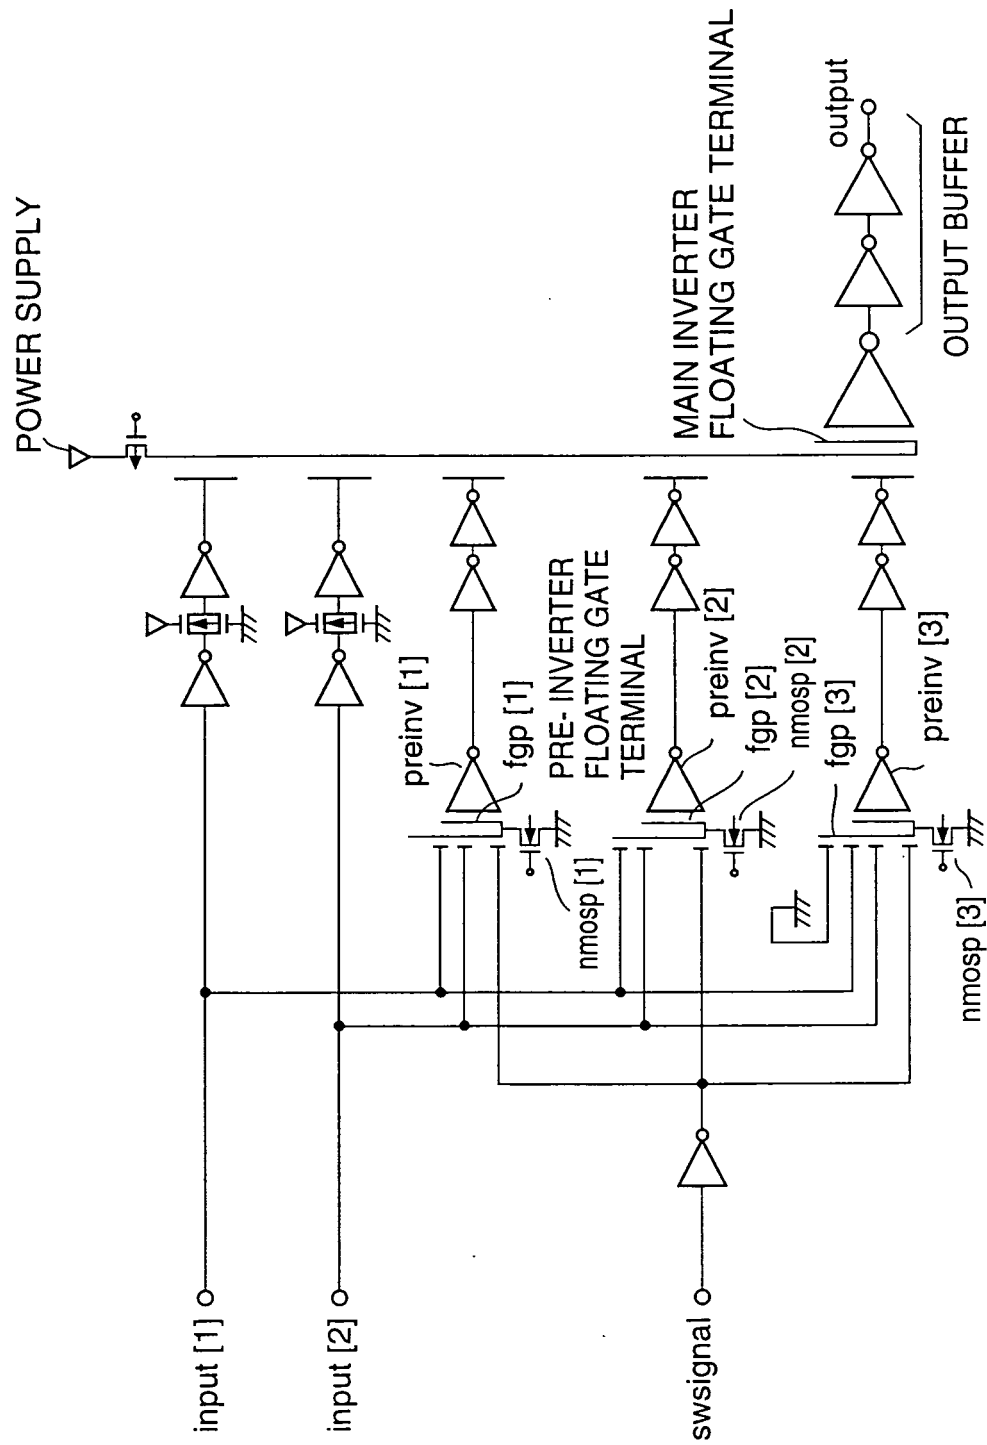 POWER SUPPLY
MAIN INVERTER
FLOATING GATE TERMINAL
output
OUTPUT BUFFER
preinv [1]
fgp [1]
nmosp [1]
PRE- INVERTER
FLOATING GATE
TERMINAL
preinv [2]
fgp [2]
nmosp [2]
fgp [3]
preinv [3]
nmosp [3]
input [1]
input [2]
swsignal